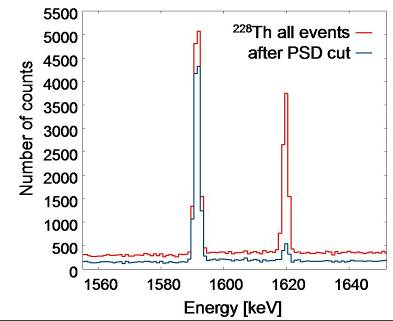 5500
5000
4500
4000
3500
3000
2500
2000
1500
1000
500
0
Number of counts
²²⁸Th all events
after PSD cut
1560 1580 1600 1620 1640
Energy [keV]